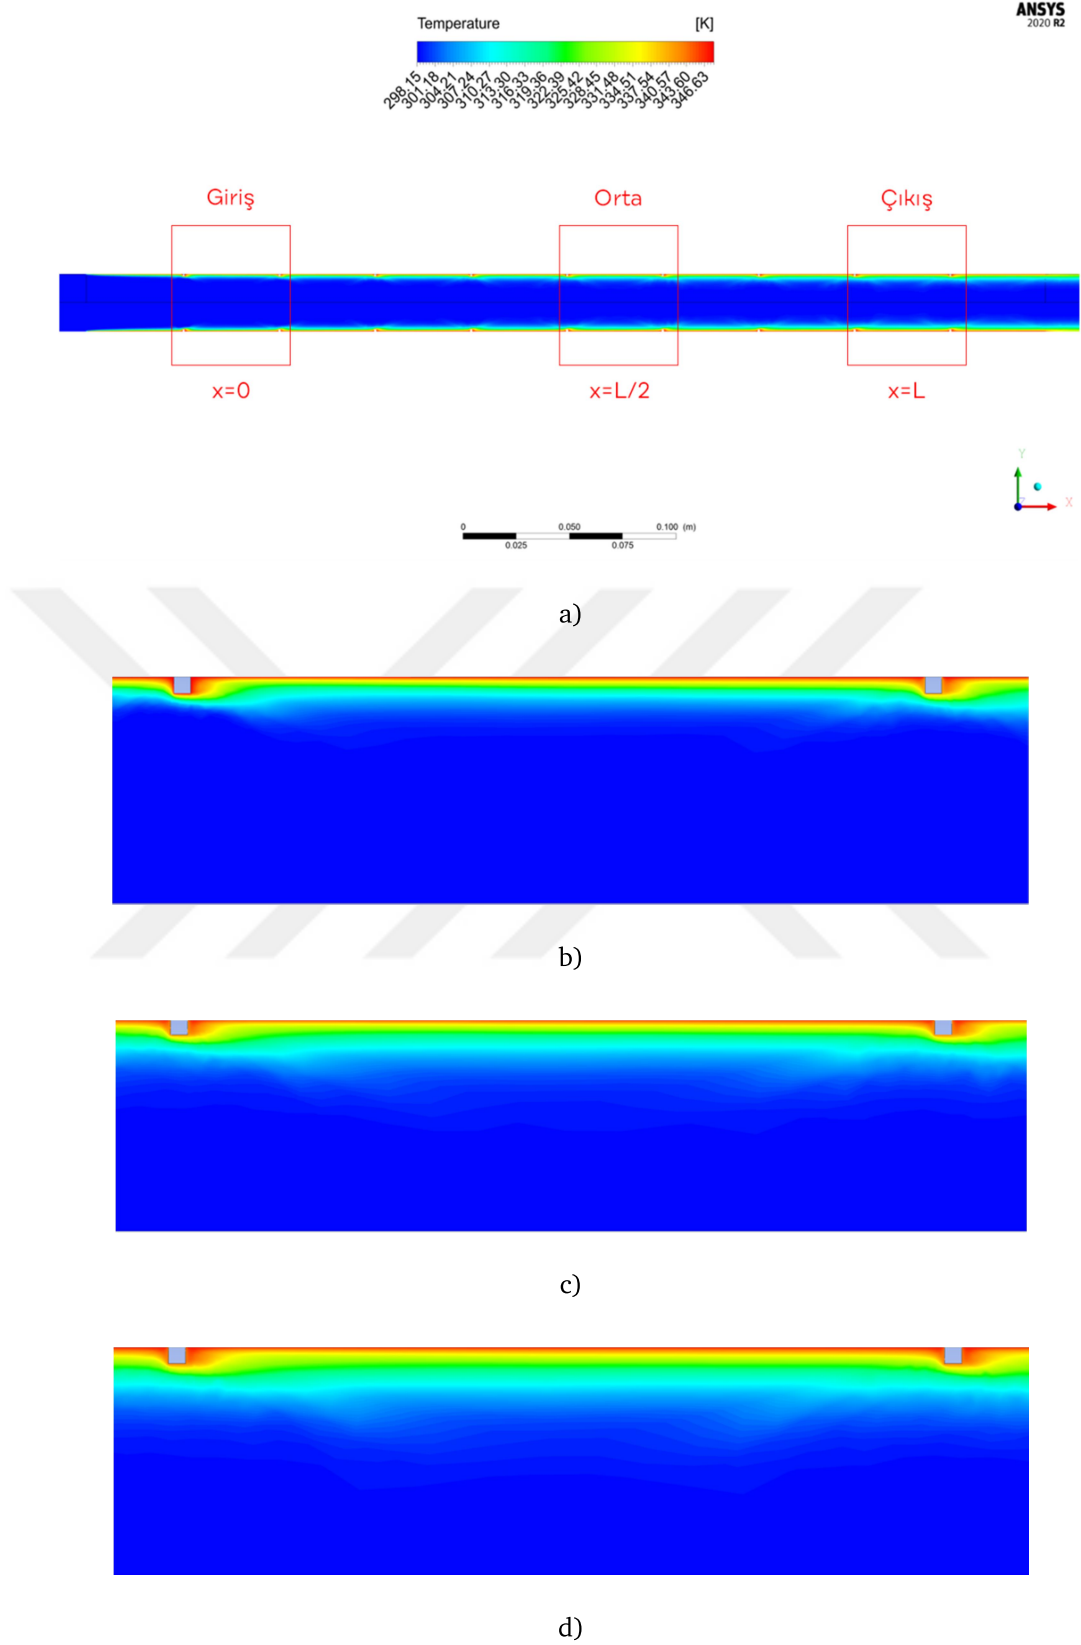 ANSYS
2020 R2
Temperature [K]
298.15 301.18 304.21 307.24 310.27 313.30 316.33 319.36 322.39 325.42 328.45 331.48 334.51 337.54 340.57 343.60 346.63
Giriş Orta Çıkış
x=0 x=L/2 x=L
Y
Z X
0 0.050 0.100 (m)
0.025 0.075
a)
b)
c)
d)